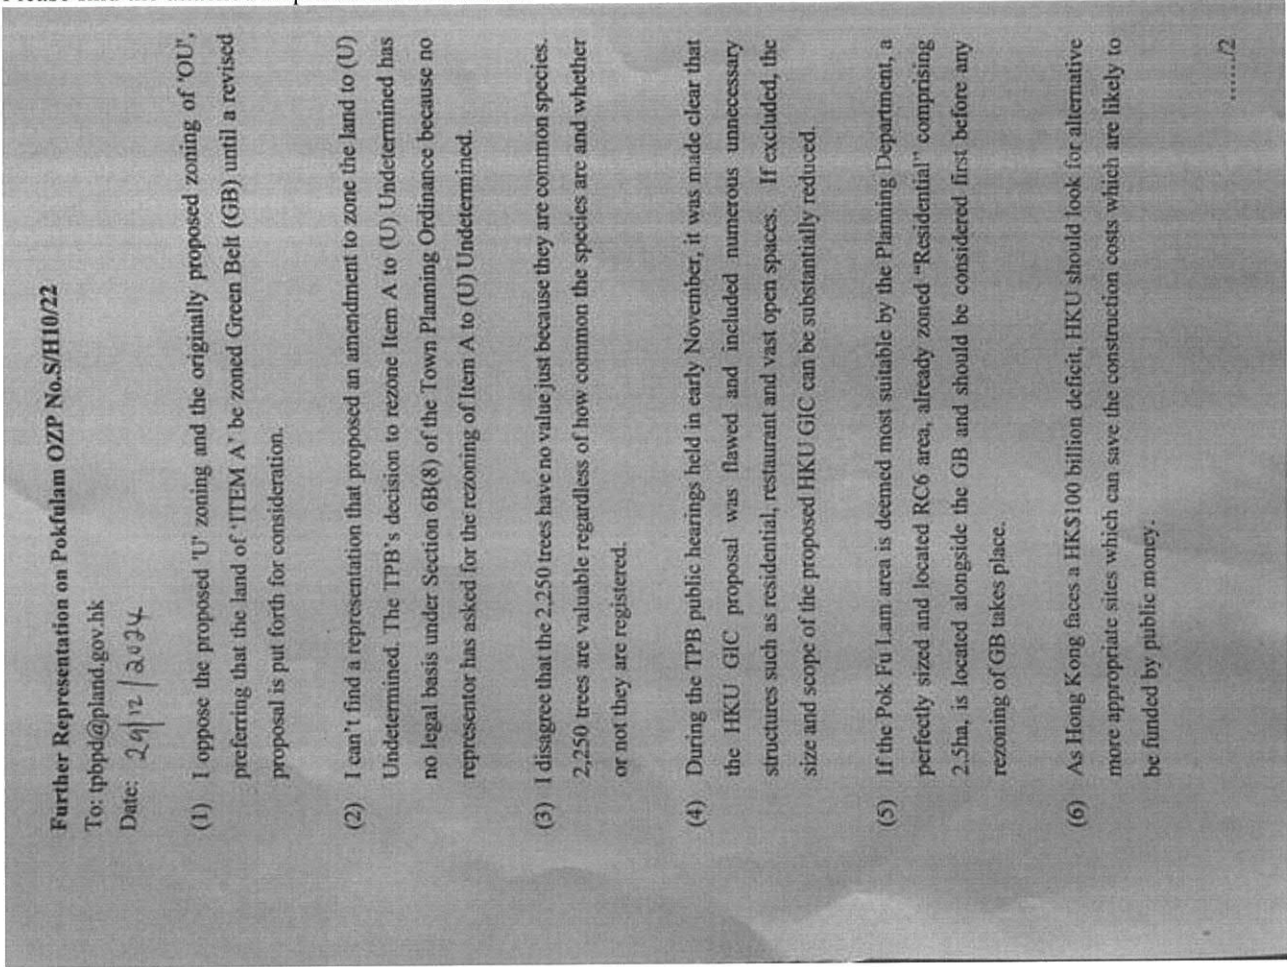 Further Representation on Pokfulam OZP No.S/H10/22
To: tpbpd@pland.gov.hk
Date: 29/12/2024
(1) I oppose the proposed 'U' zoning and the originally proposed zoning of 'OU',
preferring that the land of 'ITEM A' be zoned Green Belt (GB) until a revised
proposal is put forth for consideration.
(2) I can't find a representation that proposed an amendment to zone the land to (U)
Undetermined. The TPB's decision to rezone Item A to (U) Undetermined has
no legal basis under Section 6B(8) of the Town Planning Ordinance because no
representor has asked for the rezoning of Item A to (U) Undetermined.
(3) I disagree that the 2,250 trees have no value just because they are common species.
2,250 trees are valuable regardless of how common the species are and whether
or not they are registered.
(4) During the TPB public hearings held in early November, it was made clear that
the HKU GIC proposal was flawed and included numerous unnecessary
structures such as residential, restaurant and vast open spaces. If excluded, the
size and scope of the proposed HKU GIC can be substantially reduced.
(5) If the Pok Fu Lam area is deemed most suitable by the Planning Department, a
perfectly sized and located RC6 area, already zoned "Residential" comprising
2.5ha, is located alongside the GB and should be considered first before any
rezoning of GB takes place.
(6) As Hong Kong faces a HK$100 billion deficit, HKU should look for alternative
more appropriate sites which can save the construction costs which are likely to
be funded by public money.
....../2